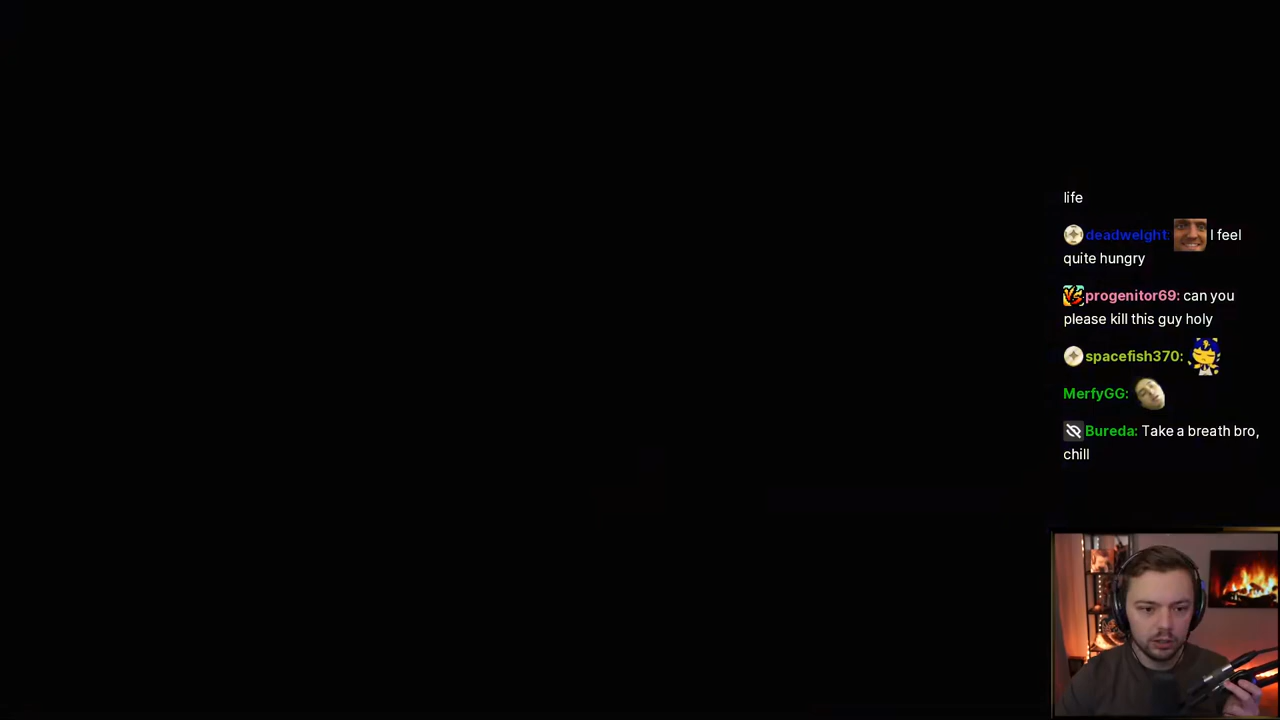 life
deadweight: I feel
quite hungry
progenitor69: can you
please kill this guy holy
spacefish370:
MerfyGG:
Bureda: Take a breath bro,
chill